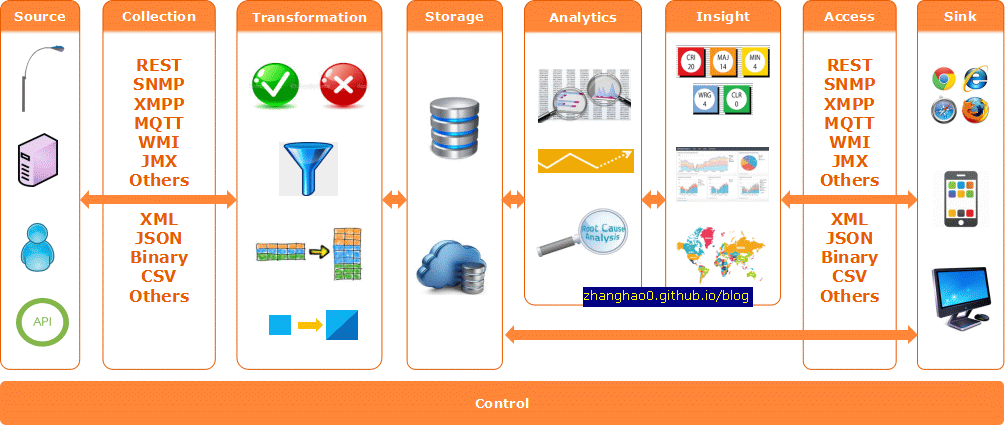 Source
Collection
Transformation
Storage
Analytics
Insight
Access
Sink
REST
SNMP
XMPP
MQTT
WMI
JMX
Others
XML
JSON
Binary
CSV
Others
API
Root Cause
Analysis
CRI
20
MAJ
14
MIN
4
WRG
4
CLR
0
zhanghao0.github.io/blog
REST
SNMP
XMPP
MQTT
WMI
JMX
Others
XML
JSON
Binary
CSV
Others
Control